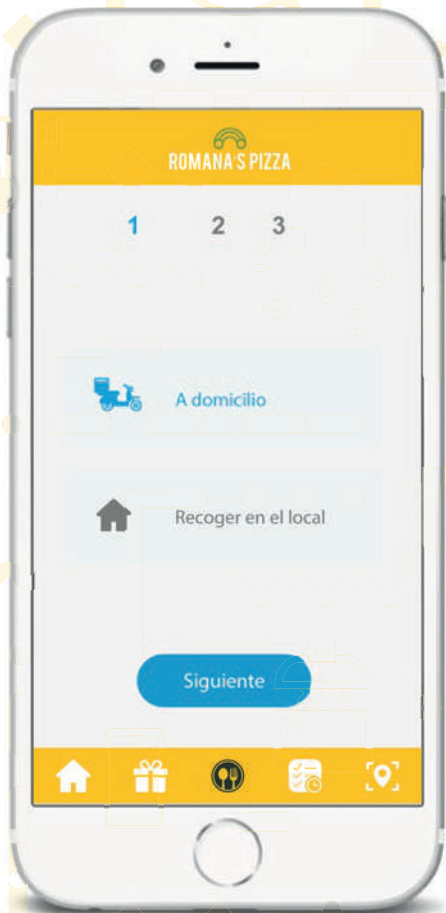 ROMANA'S PIZZA
1 2 3
A domicilio
Recoger en el local
Siguiente